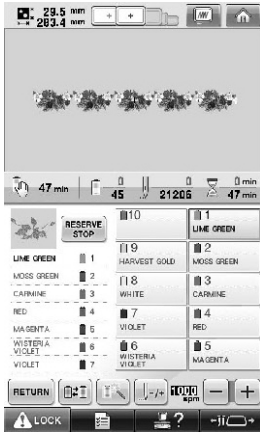 29.5 mm
283.4 mm
47 min
0
45
0
21206
0 min
47 min
RESERVE
STOP
LIME GREEN 1
MOSS GREEN 2
CARMINE 3
RED 4
MAGENTA 5
WISTERIA
VIOLET 6
VIOLET 7
10
1
LIME GREEN
9
HARVEST GOLD
2
MOSS GREEN
8
WHITE
3
CARMINE
7
VIOLET
4
RED
6
WISTERIA
VIOLET
5
MAGENTA
RETURN
-/+
1000
spm
- +
LOCK
?